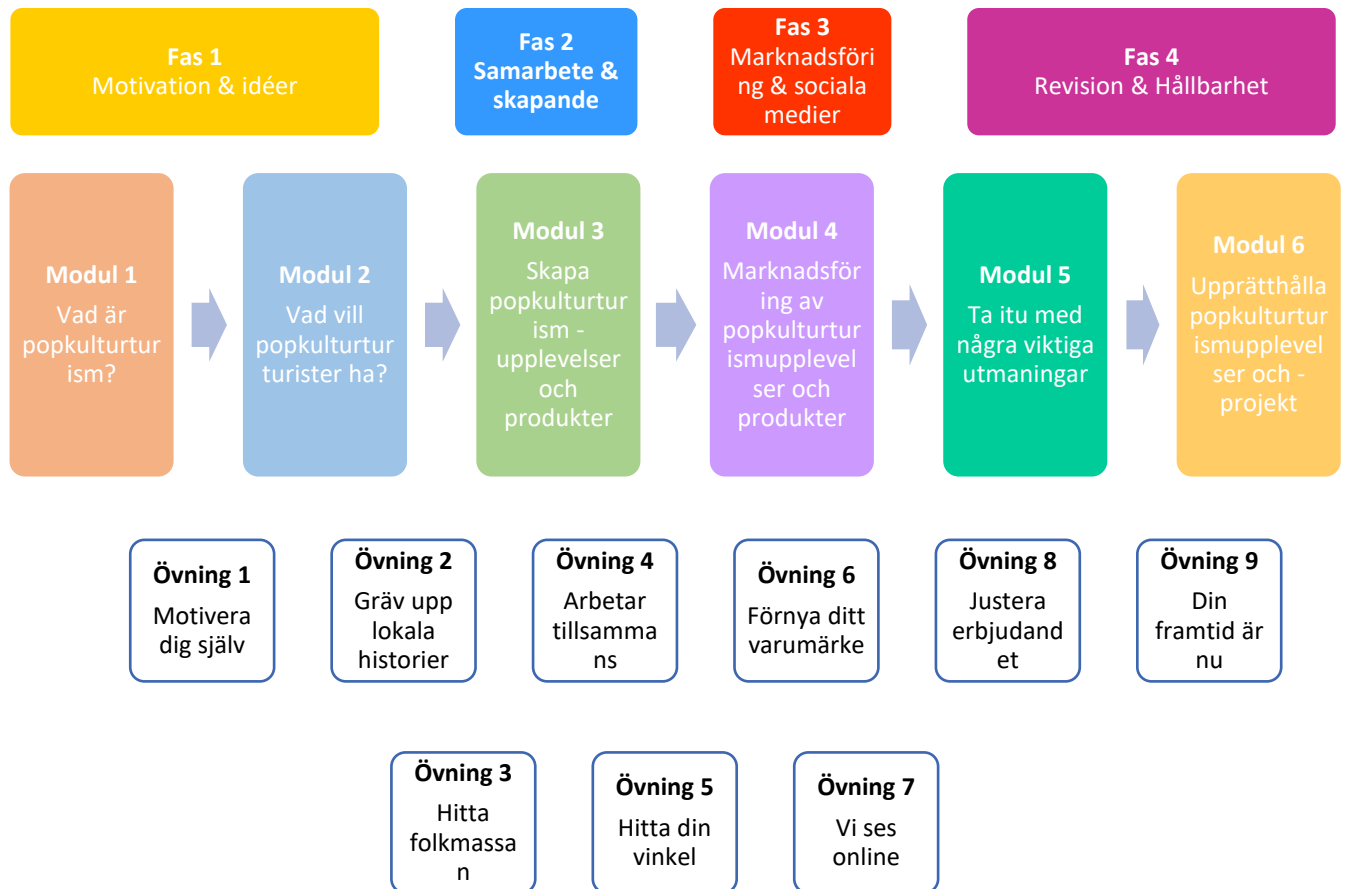 Fas 1
Motivation & idéer
Fas 2
Samarbete &
skapande
Fas 3
Marknadsföri
ng & sociala
medier
Fas 4
Revision & Hållbarhet
Modul 1
Vad är
popkulturtur
ism?
Modul 2
Vad vill
popkulturtur
turister ha?
Modul 3
Skapa
popkulturtur
ism -
upplevelser
och
produkter
Modul 4
Marknadsför
ing av
popkulturtur
ismupplevel
ser och
produkter
Modul 5
Ta itu med
några viktiga
utmaningar
Modul 6
Upprätthålla
popkulturtur
ismupplevel
ser och -
projekt
Övning 1
Motivera
dig själv
Övning 2
Gräv upp
lokala
historier
Övning 4
Arbetar
tillsamma
ns
Övning 6
Förnya ditt
varumärke
Övning 8
Justera
erbjudand
et
Övning 9
Din
framtid är
nu
Övning 3
Hitta
folkmassa
n
Övning 5
Hitta din
vinkel
Övning 7
Vi ses
online